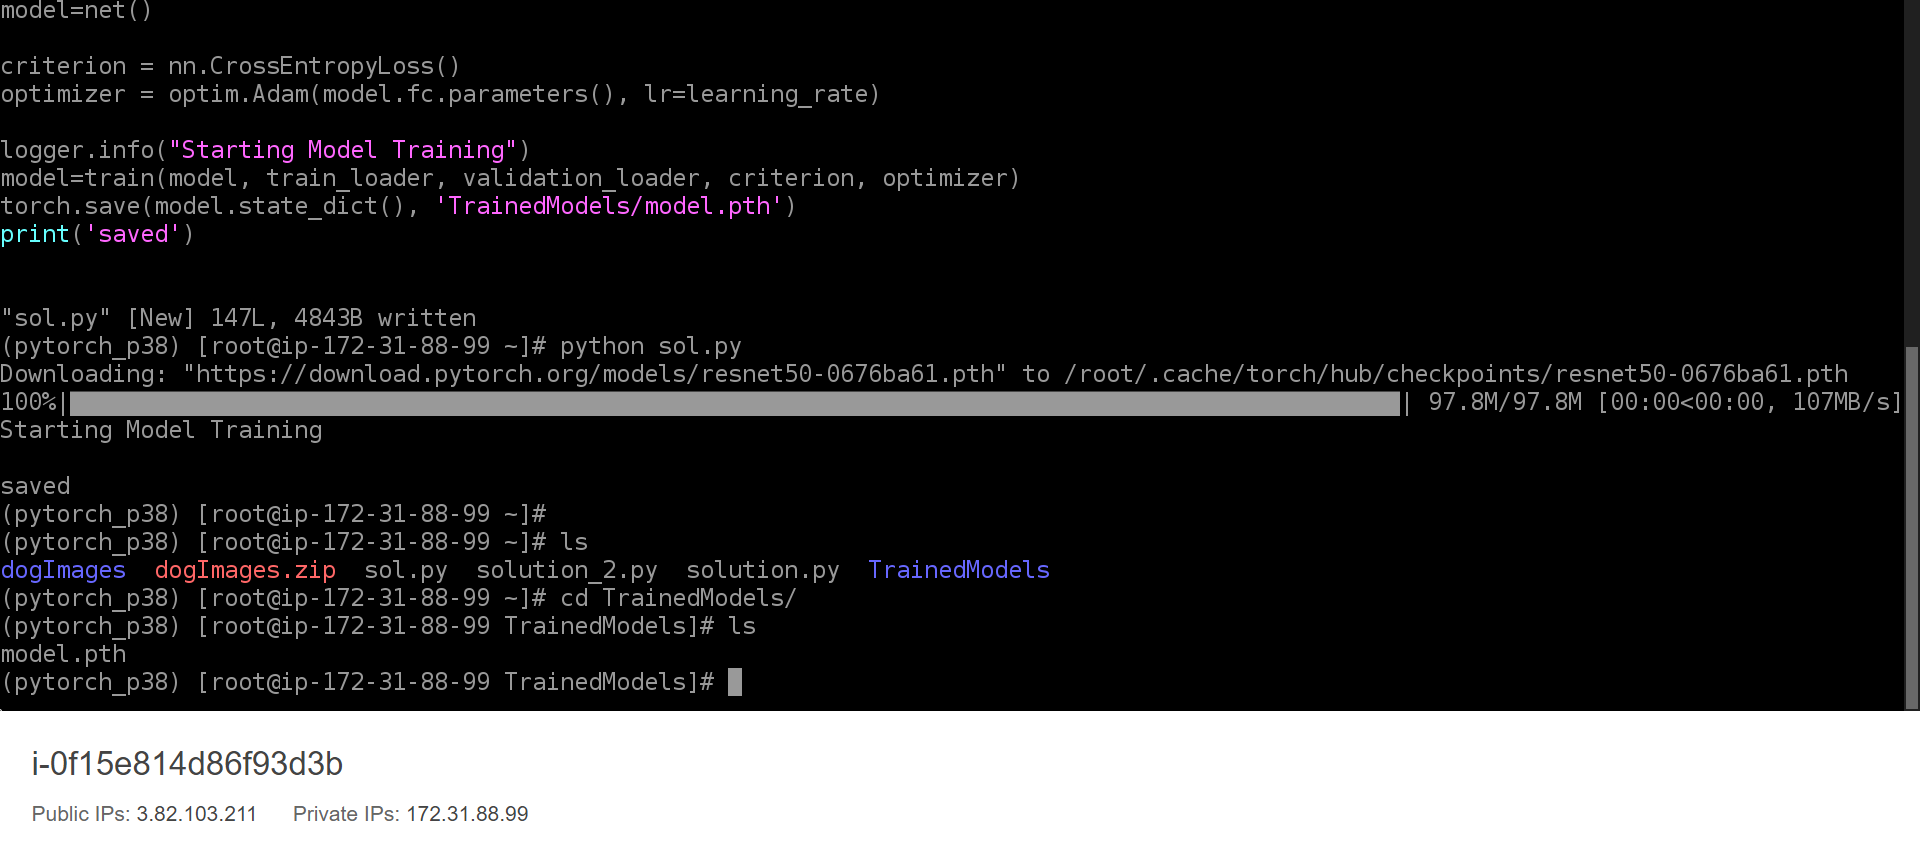 model=net()
criterion = nn.CrossEntropyLoss()
optimizer = optim.Adam(model.fc.parameters(), lr=learning_rate)
logger.info("Starting Model Training")
model=train(model, train_loader, validation_loader, criterion, optimizer)
torch.save(model.state_dict(), 'TrainedModels/model.pth')
print('saved')
"sol.py" [New] 147L, 4843B written
(pytorch_p38) [root@ip-172-31-88-99 ~]# python sol.py
Downloading: "https://download.pytorch.org/models/resnet50-0676ba61.pth" to /root/.cache/torch/hub/checkpoints/resnet50-0676ba61.pth
100%| | 97.8M/97.8M [00:00<00:00, 107MB/s]
Starting Model Training
saved
(pytorch_p38) [root@ip-172-31-88-99 ~]#
(pytorch_p38) [root@ip-172-31-88-99 ~]# ls
dogImages  dogImages.zip  sol.py  solution_2.py  solution.py  TrainedModels
(pytorch_p38) [root@ip-172-31-88-99 ~]# cd TrainedModels/
(pytorch_p38) [root@ip-172-31-88-99 TrainedModels]# ls
model.pth
(pytorch_p38) [root@ip-172-31-88-99 TrainedModels]#
i-0f15e814d86f93d3b
Public IPs: 3.82.103.211 Private IPs: 172.31.88.99